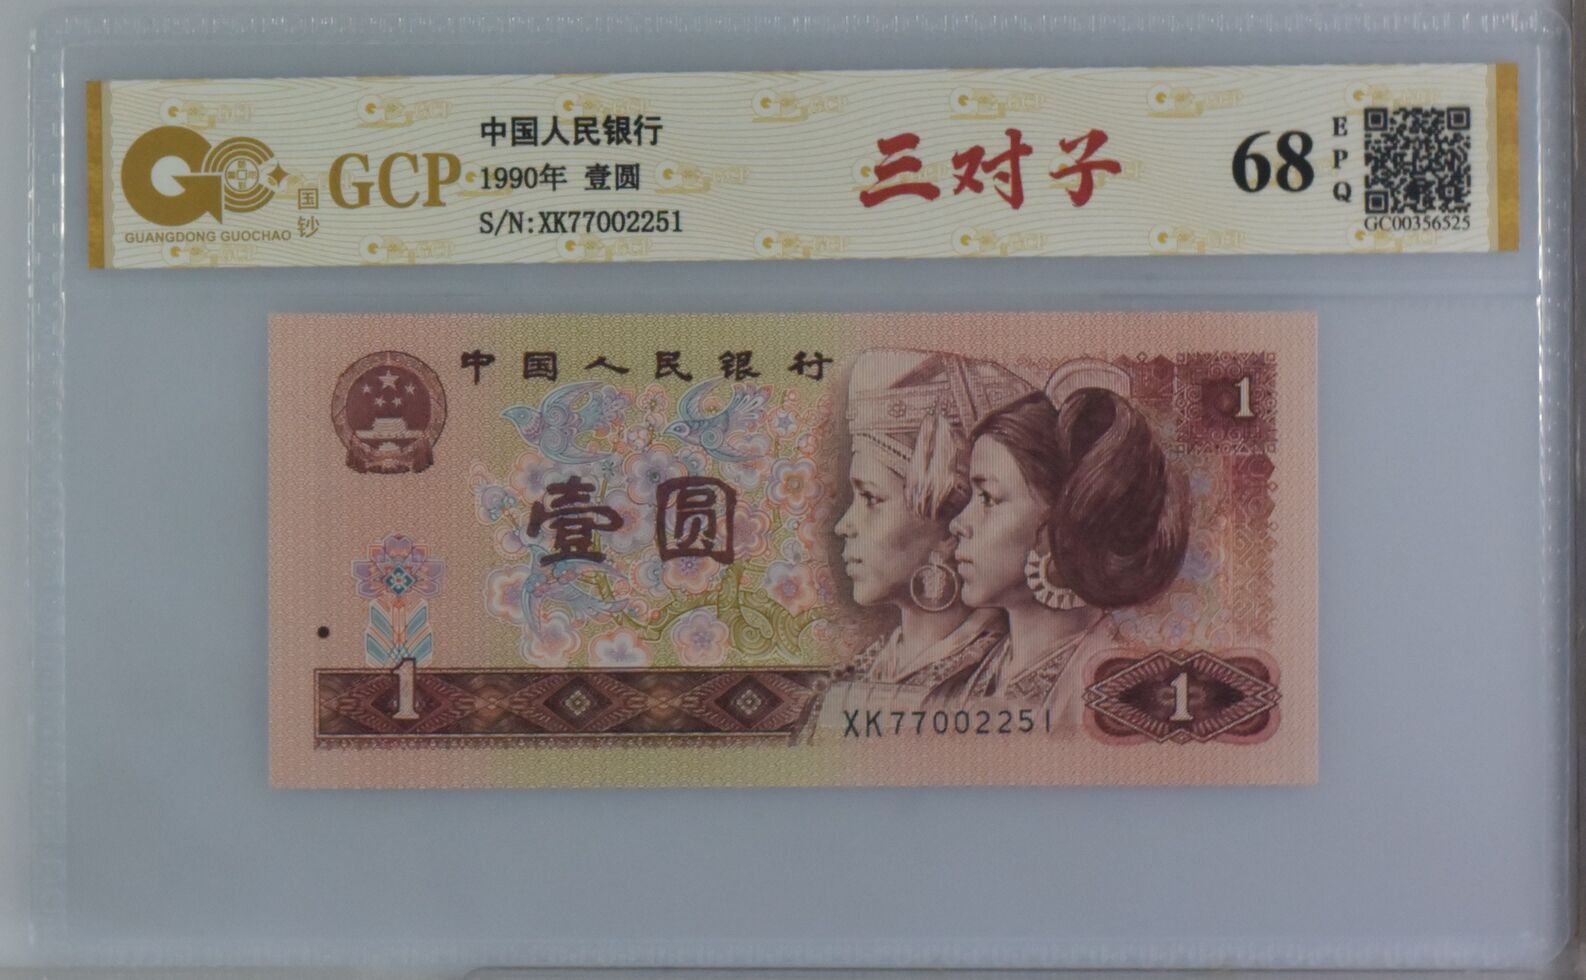 中国人民银行
1990年 壹圆
S/N:XK77002251
GCP
国钞
GUANGDONG GUOCHAO
三对子
68
EPQ
GC00356525
中国人民银行
1
壹圆
1
1
XK77002251